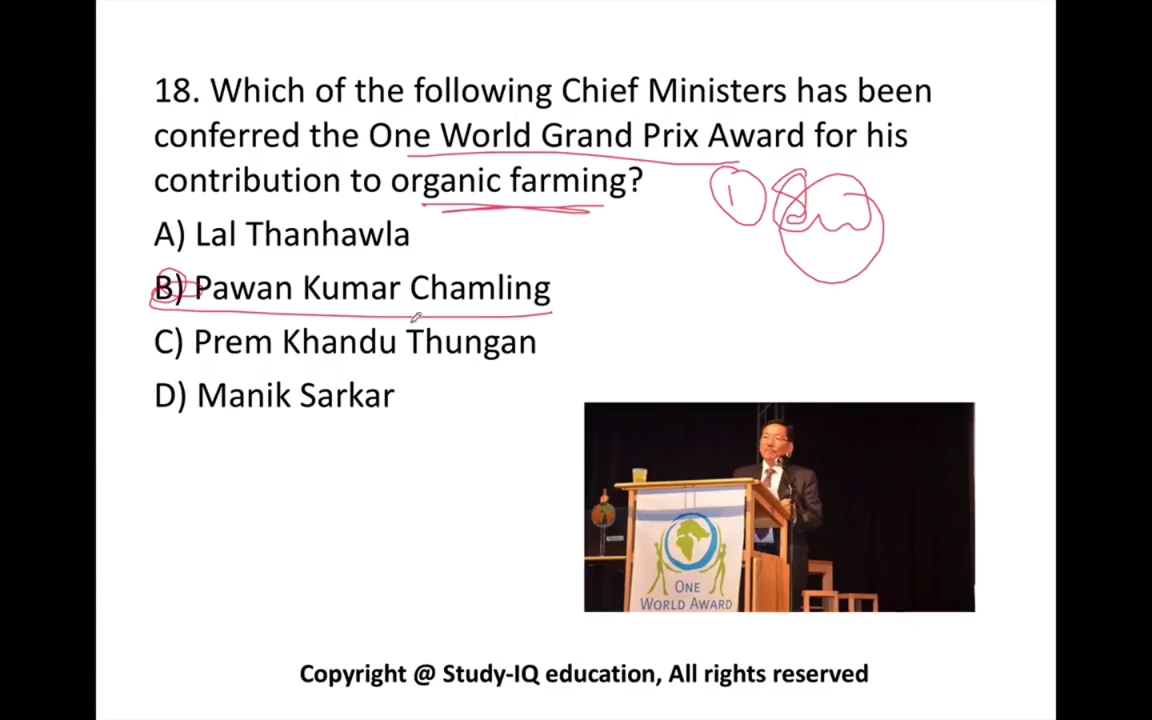 18. Which of the following Chief Ministers has been
conferred the One World Grand Prix Award for his
contribution to organic farming?
A) Lal Thanhawla
B) Pawan Kumar Chamling
C) Prem Khandu Thungan
D) Manik Sarkar
ONE
WORLD AWARD
Copyright @ Study-IQ education, All rights reserved